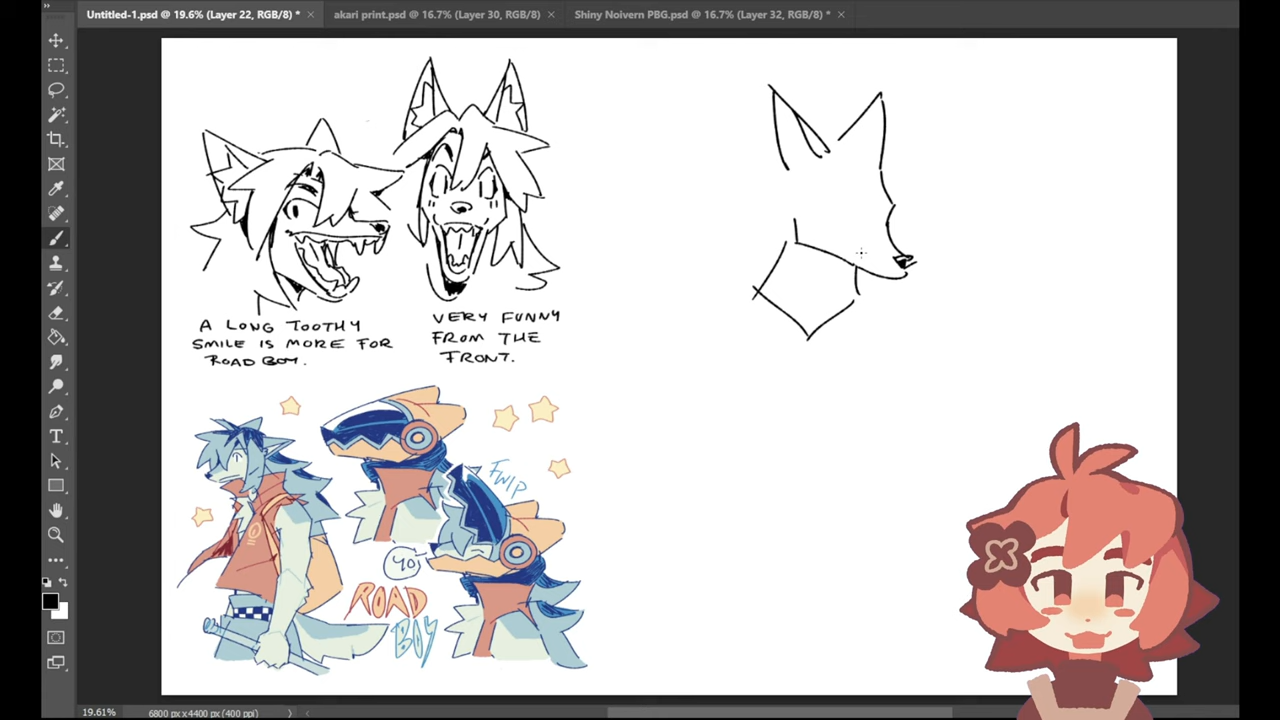 Untitled-1.psd @ 19.6% (Layer 22, RGB/8) *
akari print.psd @ 16.7% (Layer 30, RGB/8)
Shiny Noivern PBG.psd @ 16.7% (Layer 32, RGB/8) *
A LONG TOOTHY
SMILE IS MORE FOR
ROAD BOY.
VERY FUNNY
FROM THE
FRONT.
FWIP
YO
ROAD
BOY
19.61%
6800 px x 4400 px (400 ppi)